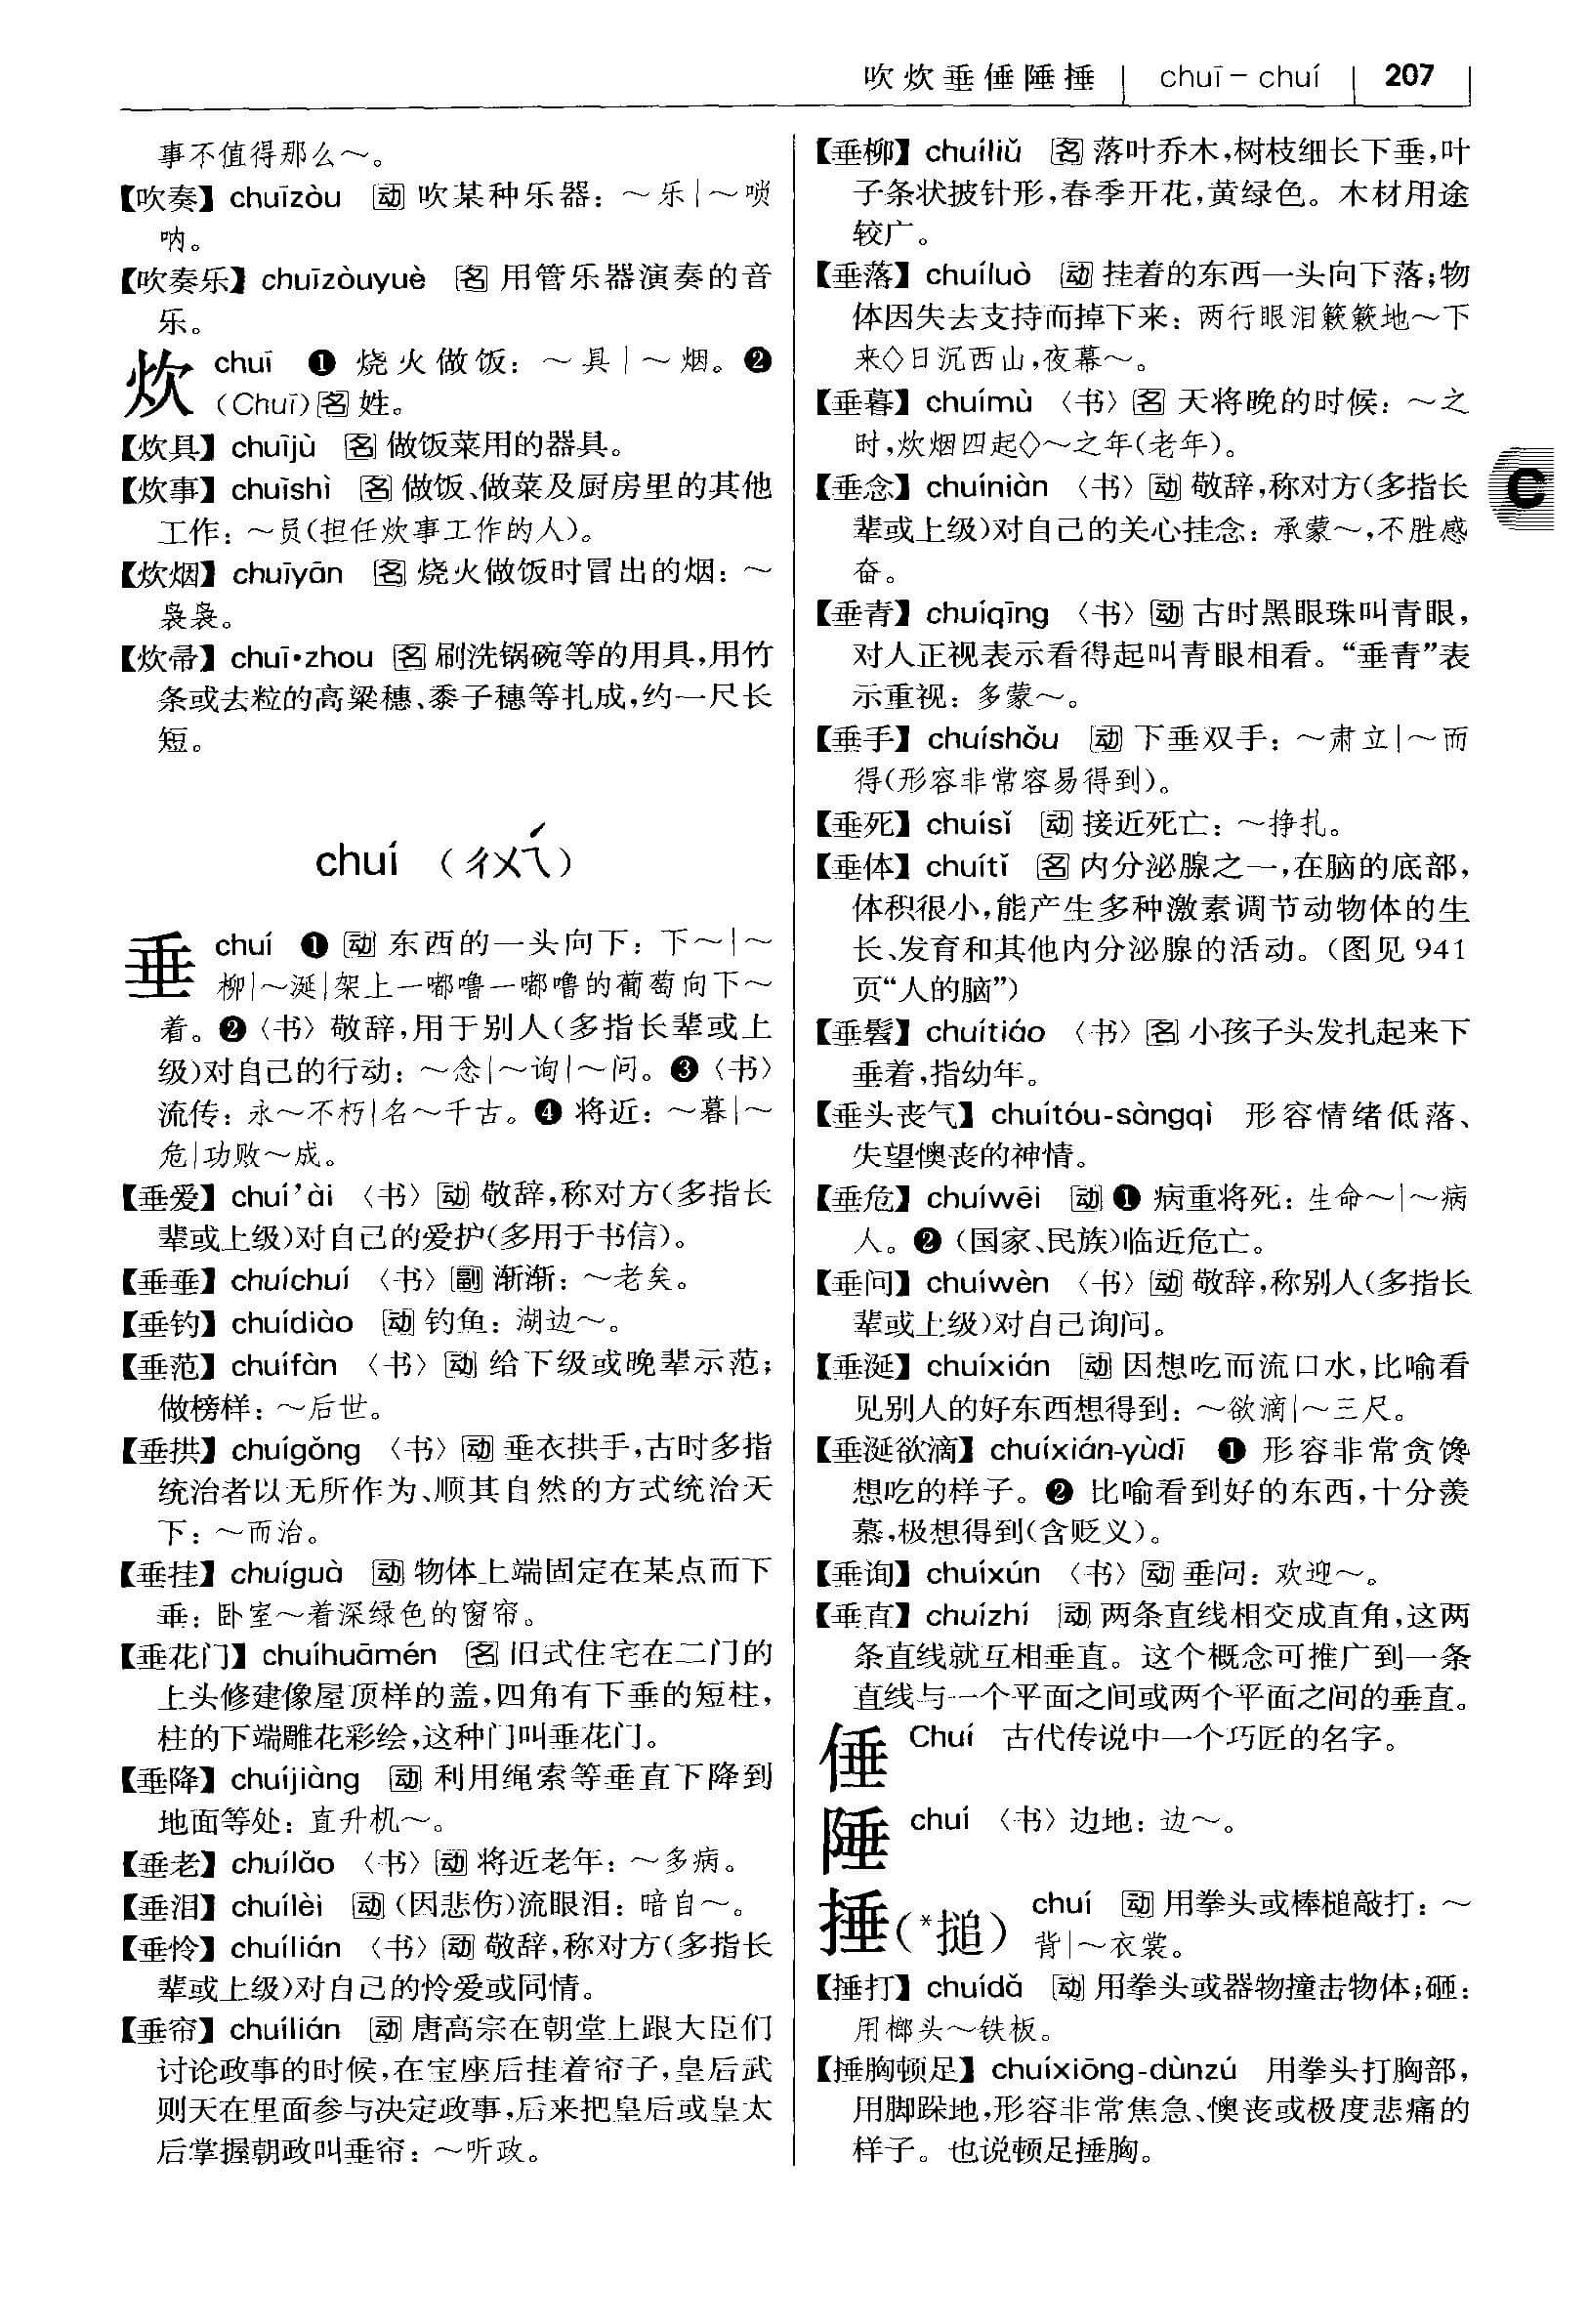 吹炊垂倕陲捶 | chuī－chuí | 207
事不值得那么～。
【吹奏】chuīzòu 动 吹某种乐器：～乐|～唢
呐。
【吹奏乐】chuīzòuyuè 名 用管乐器演奏的音
乐。
炊 chuī ❶ 烧火做饭：～具|～烟。❷
(Chuī)名 姓。
【炊具】chuījù 名 做饭菜用的器具。
【炊事】chuīshì 名 做饭、做菜及厨房里的其他
工作：～员(担任炊事工作的人)。
【炊烟】chuīyān 名 烧火做饭时冒出的烟：～
袅袅。
【炊帚】chuī•zhou 名 刷洗锅碗等的用具,用竹
条或去粒的高粱穗、黍子穗等扎成,约一尺长
短。
chuí （ㄔㄨㄟˊ）
垂 chuí ❶ 动 东西的一头向下：下～|～
柳|～涎|架上一嘟噜一嘟噜的葡萄向下～
着。❷〈书〉敬辞,用于别人(多指长辈或上
级)对自己的行动：～念|～询|～问。❸〈书〉
流传：永～不朽|名～千古。❹ 将近：～暮|～
危|功败～成。
【垂爱】chuí’ài 〈书〉动 敬辞,称对方(多指长
辈或上级)对自己的爱护(多用于书信)。
【垂垂】chuíchuí 〈书〉副 渐渐：～老矣。
【垂钓】chuídiào 动 钓鱼：湖边～。
【垂范】chuífàn 〈书〉动 给下级或晚辈示范；
做榜样：～后世。
【垂拱】chuígǒng 〈书〉动 垂衣拱手,古时多指
统治者以无所作为、顺其自然的方式统治天
下：～而治。
【垂挂】chuíguà 动 物体上端固定在某点而下
垂：卧室～着深绿色的窗帘。
【垂花门】chuíhuāmén 名 旧式住宅在二门的
上头修建像屋顶样的盖,四角有下垂的短柱,
柱的下端雕花彩绘,这种门叫垂花门。
【垂降】chuíjiàng 动 利用绳索等垂直下降到
地面等处：直升机～。
【垂老】chuílǎo 〈书〉动 将近老年：～多病。
【垂泪】chuílèi 动 (因悲伤)流眼泪：暗自～。
【垂怜】chuílián 〈书〉动 敬辞,称对方(多指长
辈或上级)对自己的怜爱或同情。
【垂帘】chuílián 动 唐高宗在朝堂上跟大臣们
讨论政事的时候,在宝座后挂着帘子,皇后武
则天在里面参与决定政事,后来把皇后或皇太
后掌握朝政叫垂帘：～听政。
【垂柳】chuíliǔ 名 落叶乔木,树枝细长下垂,叶
子条状披针形,春季开花,黄绿色。木材用途
较广。
【垂落】chuíluò 动 挂着的东西一头向下落；物
体因失去支持而掉下来：两行眼泪簌簌地～下
来◇日沉西山,夜幕～。
【垂暮】chuímù 〈书〉名 天将晚的时候：～之
时,炊烟四起◇～之年(老年)。
【垂念】chuíniàn 〈书〉动 敬辞,称对方(多指长
辈或上级)对自己的关心挂念：承蒙～,不胜感
奋。
【垂青】chuíqīng 〈书〉动 古时黑眼珠叫青眼,
对人正视表示看得起叫青眼相看。“垂青”表
示重视：多蒙～。
【垂手】chuíshǒu 动 下垂双手：～肃立|～而
得(形容非常容易得到)。
【垂死】chuísǐ 动 接近死亡：～挣扎。
【垂体】chuítǐ 名 内分泌腺之一,在脑的底部,
体积很小,能产生多种激素调节动物体的生
长、发育和其他内分泌腺的活动。(图见 941
页“人的脑”)
【垂髫】chuítiáo 〈书〉名 小孩子头发扎起来下
垂着,指幼年。
【垂头丧气】chuítóu-sàngqì 形容情绪低落、
失望懊丧的神情。
【垂危】chuíwēi 动 ❶ 病重将死：生命～|～病
人。❷ (国家、民族)临近危亡。
【垂问】chuíwèn 〈书〉动 敬辞,称别人(多指长
辈或上级)对自己询问。
【垂涎】chuíxián 动 因想吃而流口水,比喻看
见别人的好东西想得到：～欲滴|～三尺。
【垂涎欲滴】chuíxián-yùdī ❶ 形容非常贪馋
想吃的样子。❷ 比喻看到好的东西,十分羡
慕,极想得到(含贬义)。
【垂询】chuíxún 〈书〉动 垂问：欢迎～。
【垂直】chuízhí 动 两条直线相交成直角,这两
条直线就互相垂直。这个概念可推广到一条
直线与一个平面之间或两个平面之间的垂直。
倕 Chuí 古代传说中一个巧匠的名字。
陲 chuí 〈书〉边地：边～。
捶(*搥) chuí 动 用拳头或棒槌敲打：～
背|～衣裳。
【捶打】chuídǎ 动 用拳头或器物撞击物体；砸：
用榔头～铁板。
【捶胸顿足】chuíxiōng-dùnzú 用拳头打胸部,
用脚跺地,形容非常焦急、懊丧或极度悲痛的
样子。也说顿足捶胸。
C